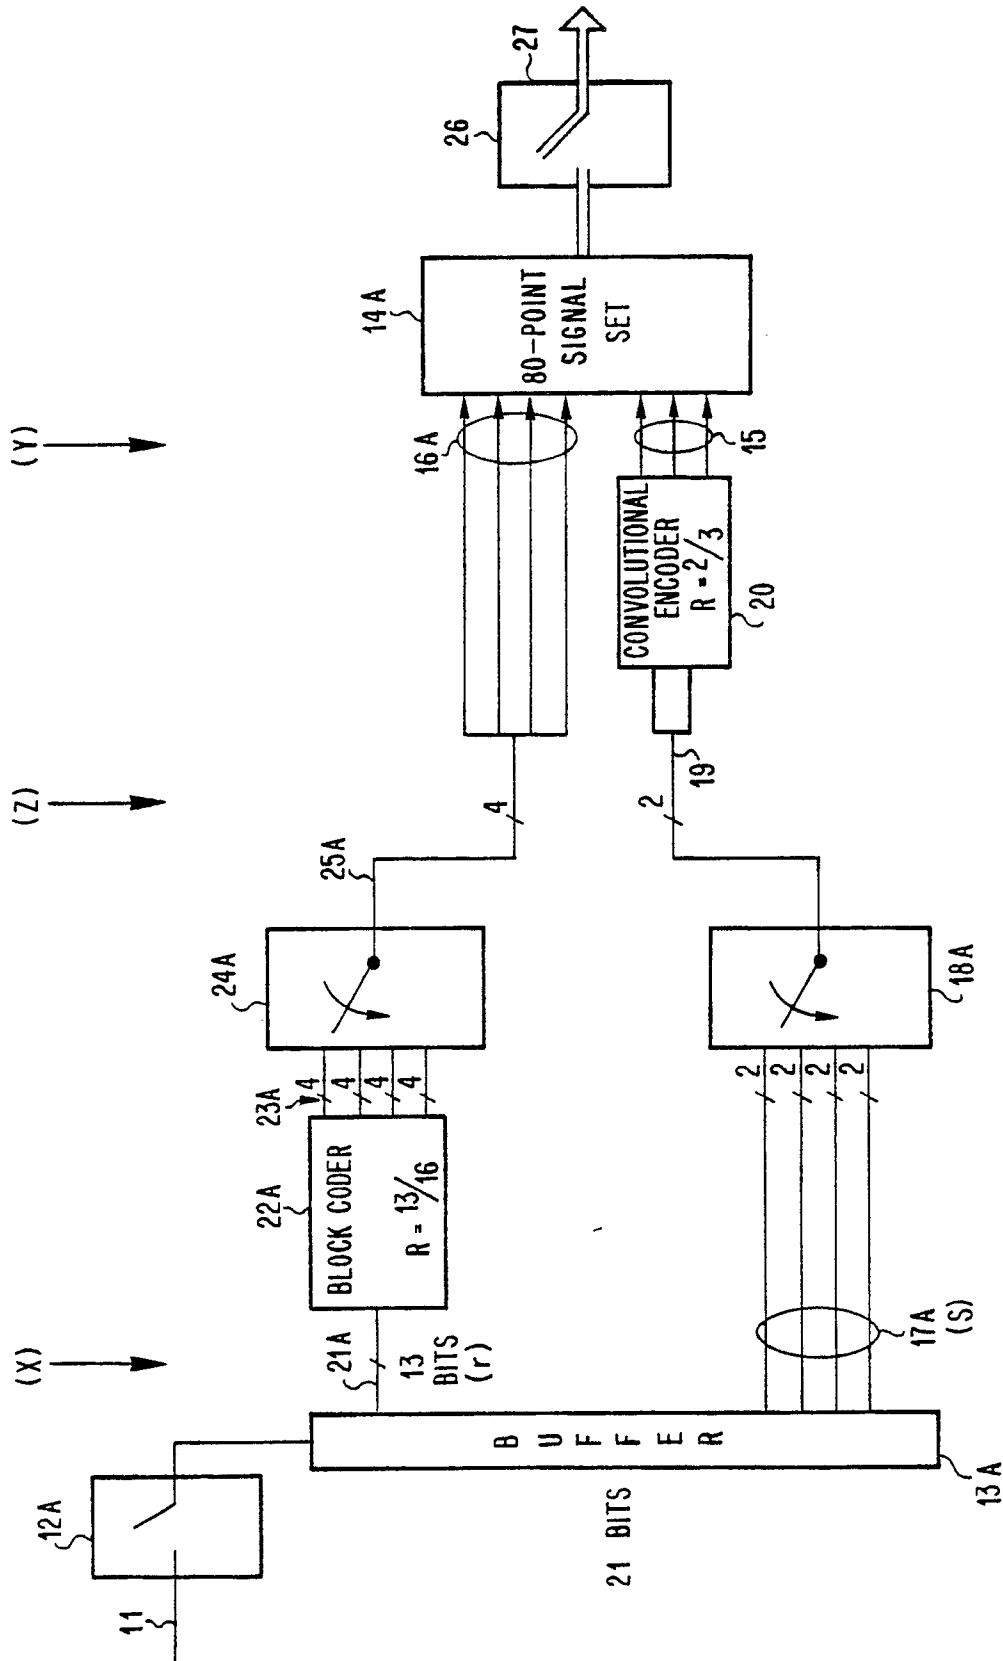 (X)
(Z)
(Y)
11
12A
21A
13
BITS
(r)
BLOCK CODER
R = 13/16
22A
23A
4
4
4
4
24A
25A
4
16A
80-POINT
SIGNAL
SET
14A
26
27
21 BITS
BUFFER
13A
17A
(S)
2
2
2
2
18A
2
19
CONVOLUTIONAL
ENCODER
R = 2/3
20
15